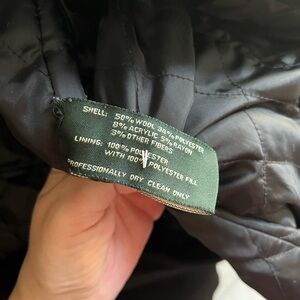 SHELL: 50% WOOL 34% POLYESTER
8% ACRYLIC 5% RAYON
3% OTHER FIBERS
LINING: 100% POLYESTER
WITH 100% POLYESTER FILL
PROFESSIONALLY DRY CLEAN ONLY